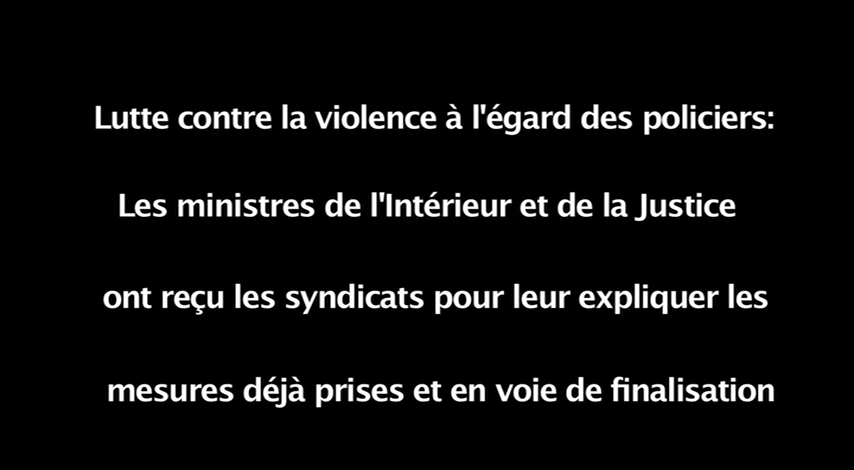 Lutte contre la violence à l'égard des policiers:
Les ministres de l'Intérieur et de la Justice
ont reçu les syndicats pour leur expliquer les
mesures déjà prises et en voie de finalisation